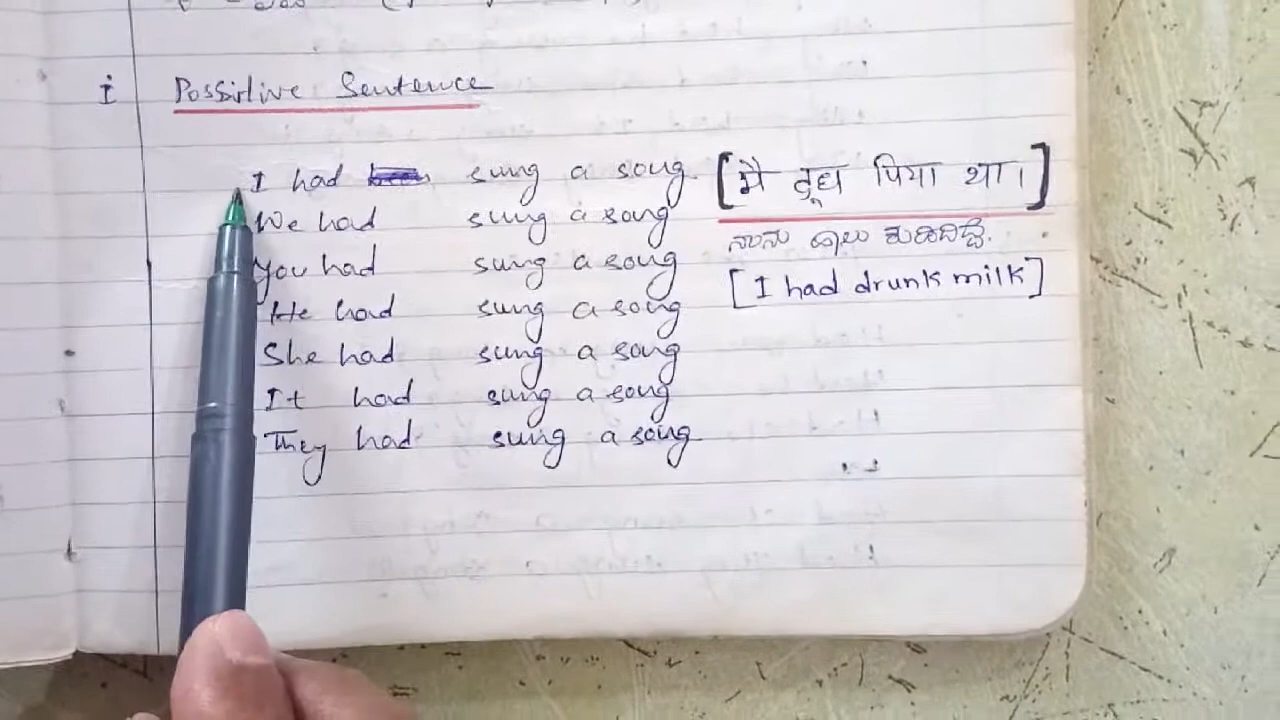 i Possitive Sentence
I had sung a song. [मै दूध पिया था।]
We had sung a song
ನಾನು ಹಾಲು ಕುಡಿದಿದ್ದೆ.
You had sung a song
[I had drunk milk]
He had sung a song
She had sung a song
It had sung a song
They had sung a song